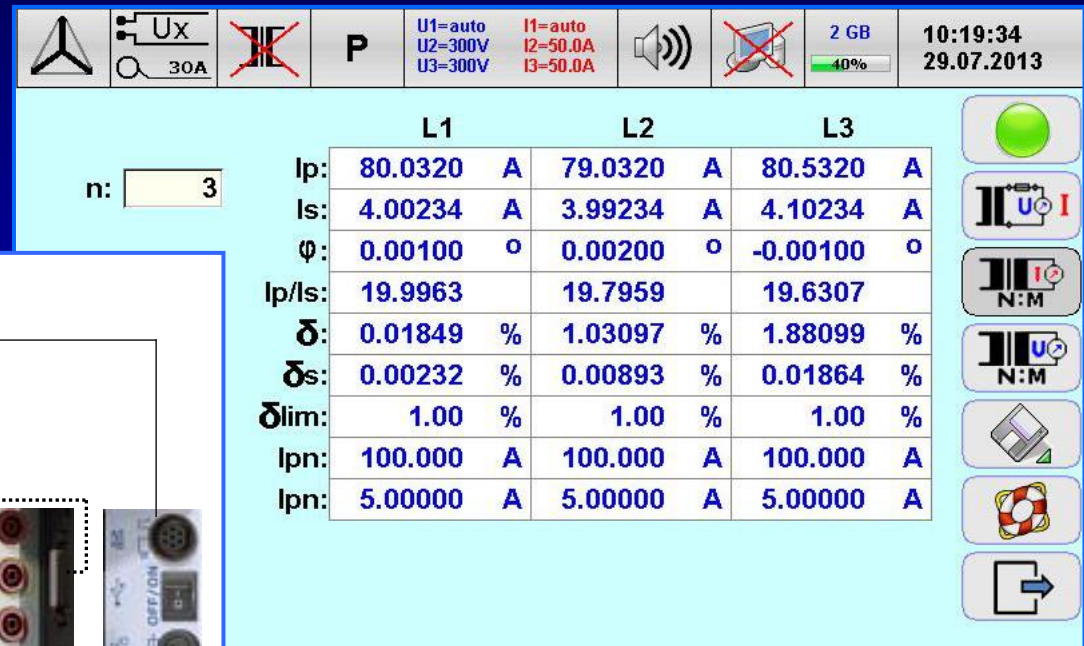 Ux
30A
P
U1=auto
U2=300V
U3=300V
I1=auto
I2=50.0A
I3=50.0A
2 GB
40%
10:19:34
29.07.2013
L1 L2 L3
n: 3
Ip: 80.0320 A 79.0320 A 80.5320 A
Is: 4.00234 A 3.99234 A 4.10234 A
φ: 0.00100 o 0.00200 o -0.00100 o
Ip/Is: 19.9963 19.7959 19.6307
δ: 0.01849 % 1.03097 % 1.88099 %
δs: 0.00232 % 0.00893 % 0.01864 %
δlim: 1.00 % 1.00 % 1.00 %
Ipn: 100.000 A 100.000 A 100.000 A
Ipn: 5.00000 A 5.00000 A 5.00000 A
U I
I
N:M
U
N:M
OFF/ON